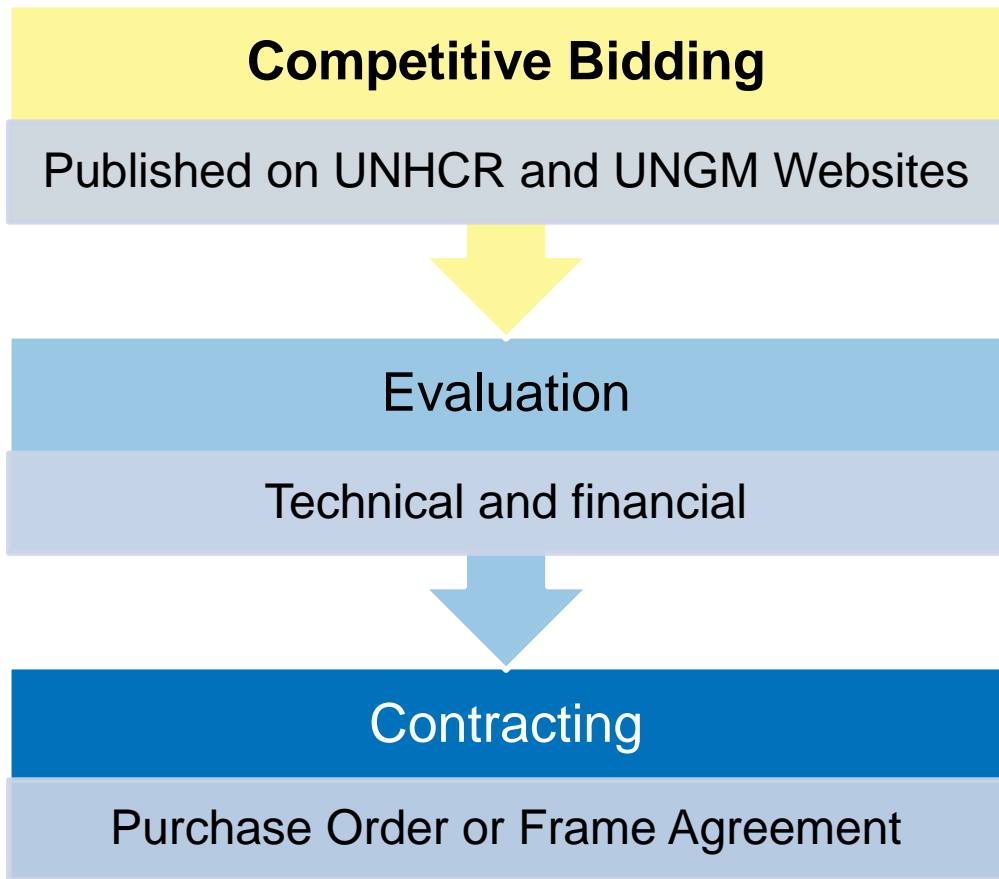 Competitive Bidding
Published on UNHCR and UNGM Websites
Evaluation
Technical and financial
Contracting
Purchase Order or Frame Agreement